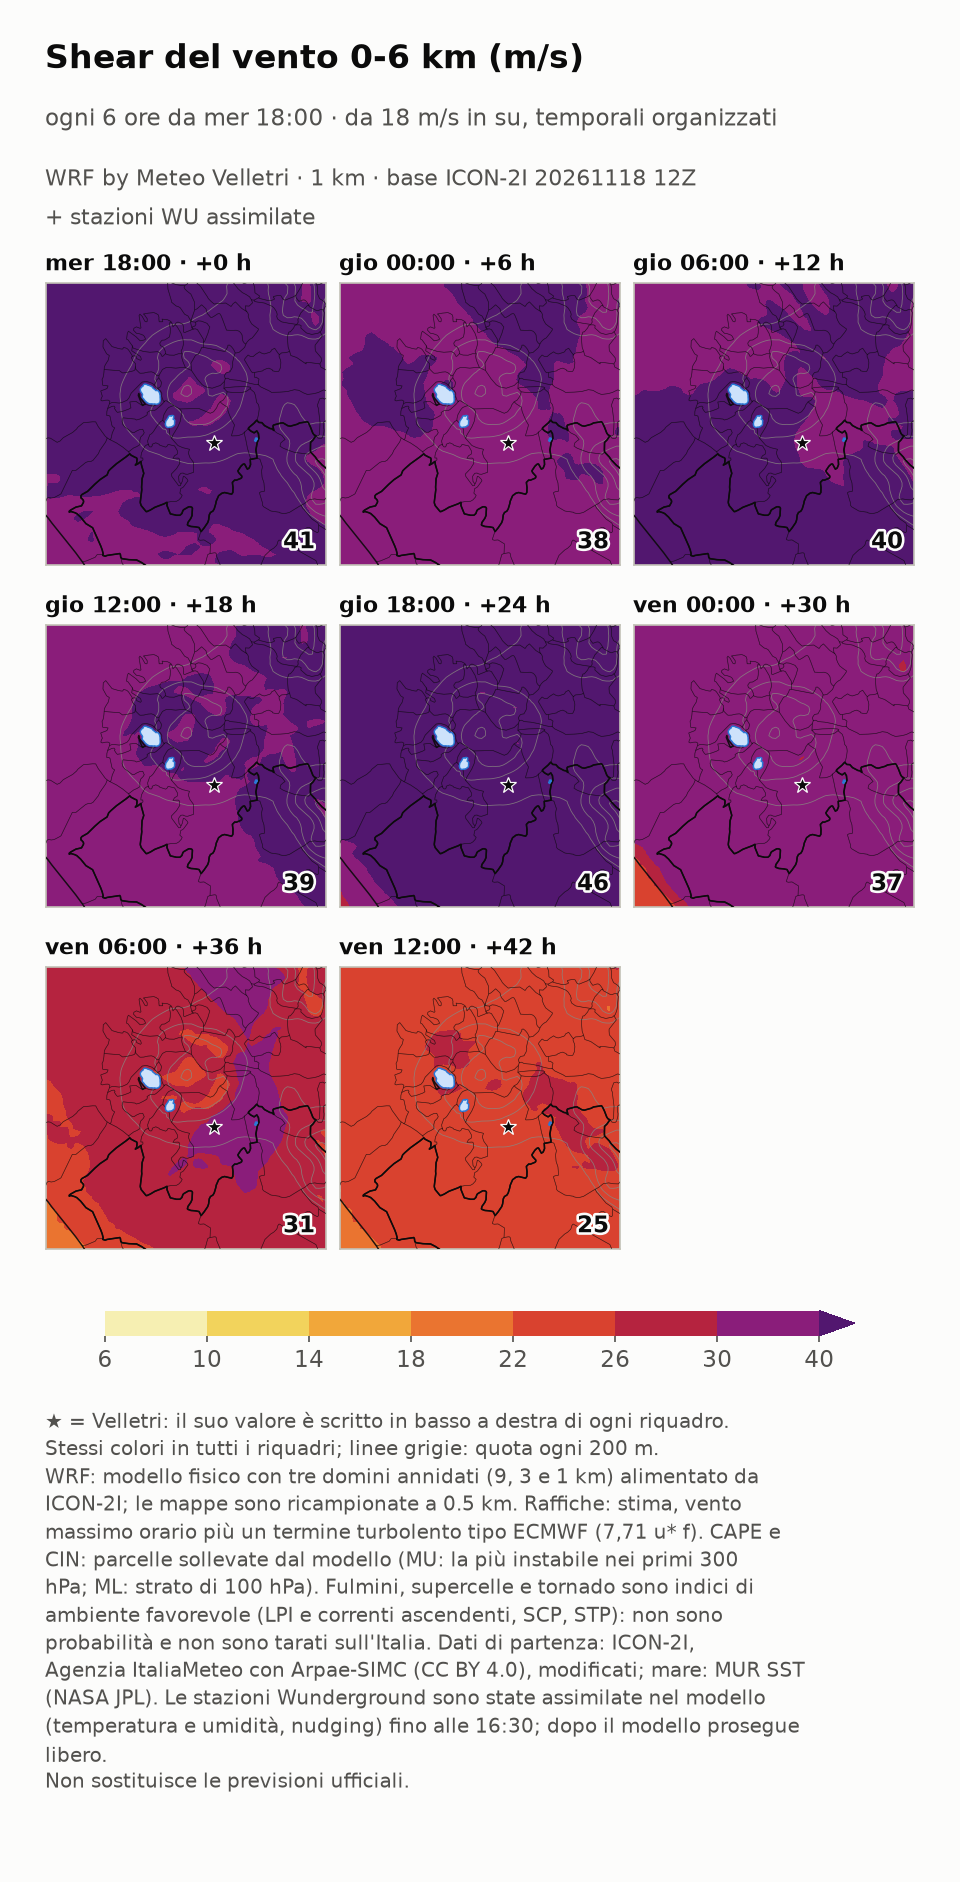 Shear del vento 0-6 km (m/s)
ogni 6 ore da mer 18:00 · da 18 m/s in su, temporali organizzati
WRF by Meteo Velletri · 1 km · base ICON-2I 20261118 12Z
+ stazioni WU assimilate
mer 18:00 · +0 h
gio 00:00 · +6 h
gio 06:00 · +12 h
41
38
40
gio 12:00 · +18 h
gio 18:00 · +24 h
ven 00:00 · +30 h
39
46
37
ven 06:00 · +36 h
ven 12:00 · +42 h
31
25
6 10 14 18 22 26 30 40
★ = Velletri: il suo valore è scritto in basso a destra di ogni riquadro.
Stessi colori in tutti i riquadri; linee grigie: quota ogni 200 m.
WRF: modello fisico con tre domini annidati (9, 3 e 1 km) alimentato da
ICON-2I; le mappe sono ricampionate a 0.5 km. Raffiche: stima, vento
massimo orario più un termine turbolento tipo ECMWF (7,71 u* f). CAPE e
CIN: parcelle sollevate dal modello (MU: la più instabile nei primi 300
hPa; ML: strato di 100 hPa). Fulmini, supercelle e tornado sono indici di
ambiente favorevole (LPI e correnti ascendenti, SCP, STP): non sono
probabilità e non sono tarati sull'Italia. Dati di partenza: ICON-2I,
Agenzia ItaliaMeteo con Arpae-SIMC (CC BY 4.0), modificati; mare: MUR SST
(NASA JPL). Le stazioni Wunderground sono state assimilate nel modello
(temperatura e umidità, nudging) fino alle 16:30; dopo il modello prosegue
libero.
Non sostituisce le previsioni ufficiali.